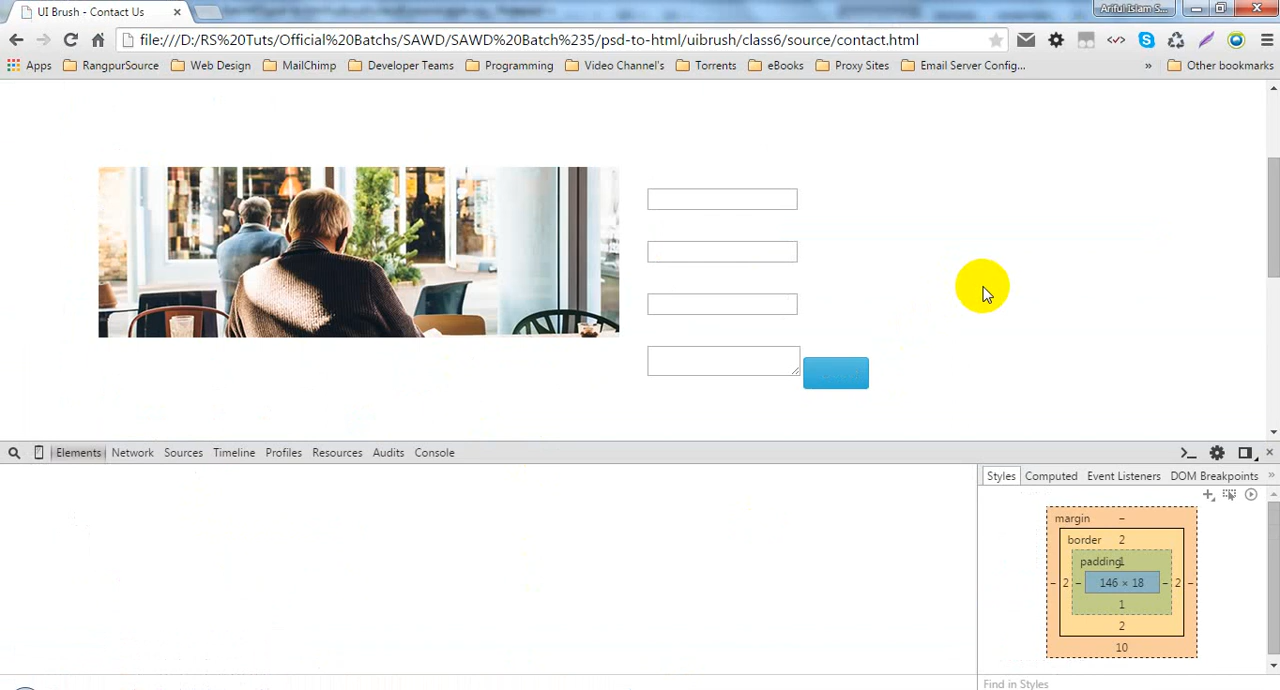 UI Brush - Contact Us
Ariful Islam S...
file:///D:/RS%20Tuts/Official%20Batchs/SAWD/SAWD%20Batch%235/psd-to-html/uibrush/class6/source/contact.html
Apps RangpurSource Web Design MailChimp Developer Teams Programming Video Channel's Torrents eBooks Proxy Sites Email Server Config... » Other bookmarks
Elements Network Sources Timeline Profiles Resources Audits Console
Styles Computed Event Listeners DOM Breakpoints »
margin –
border 2
padding 1
– 2 – 146 × 18 – 2 –
1
2
10
Find in Styles